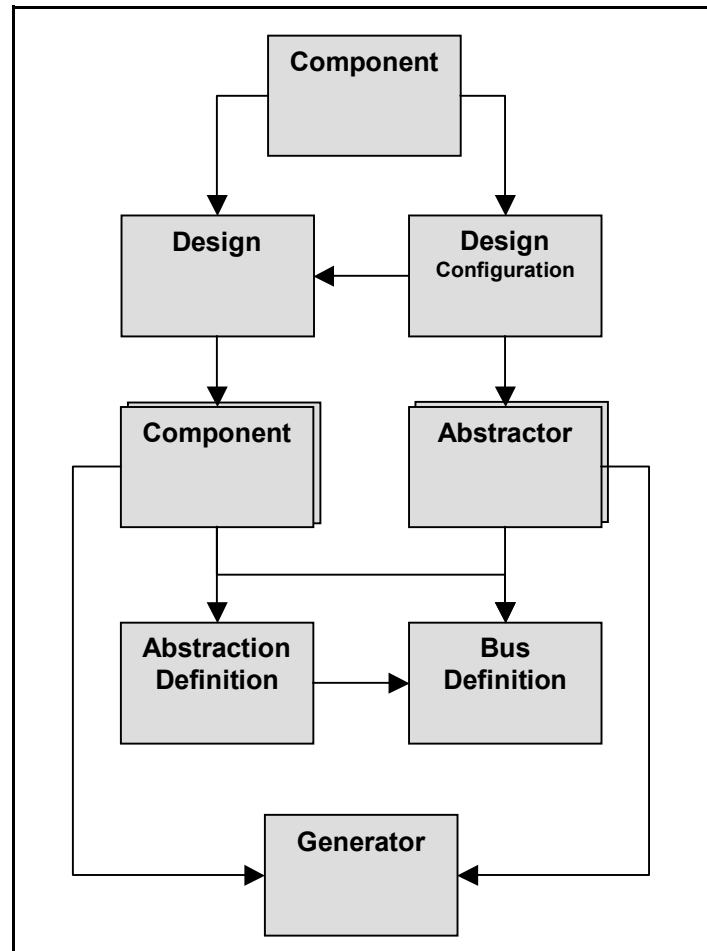 Component
Design
Design
Configuration
Component
Abstractor
Abstraction
Definition
Bus
Definition
Generator